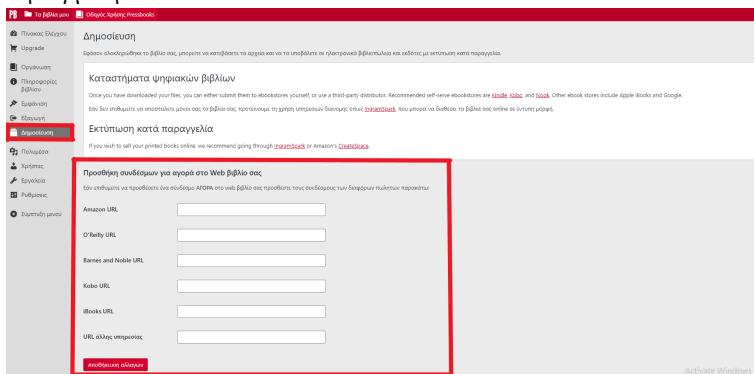 Τα βιβλία μου Οδηγός Χρήσης Pressbooks
Πίνακας Ελέγχου
Upgrade
Οργάνωση
Πληροφορίες βιβλίου
Εμφάνιση
Εξαγωγή
Δημοσίευση
Πολυμέσα
Χρήστες
Εργαλεία
Ρυθμίσεις
Σύμπτυξη μενού
Δημοσίευση
Εφόσον ολοκληρώθηκε το βιβλίο σας, μπορείτε να κατεβάσετε τα αρχεία και να τα υποβάλετε σε ηλεκτρονικά βιβλιοπωλεία και εκδότες με εκτύπωση κατά παραγγελία.
Καταστήματα ψηφιακών βιβλίων
Once you have downloaded your files, you can either submit them to ebookstores yourself, or use a third-party distributor. Recommended self-serve ebookstores are Kindle, Kobo, and Nook. Other ebook stores include Apple iBooks and Google.
Εάν δεν επιθυμείτε να αποστείλετε μόνοι σας τα βιβλία σας, προτείνουμε τη χρήση υπηρεσιών διανομής όπως IngramSpark, που μπορεί να διαθέσει τα βιβλία σας online σε έντυπη μορφή.
Εκτύπωση κατά παραγγελία
If you wish to sell your printed books online, we recommend going through IngramSpark or Amazon's CreateSpace.
Προσθήκη συνδέσμων για αγορά στο Web βιβλίο σας
Εάν επιθυμείτε να προσθέσετε ένα σύνδεσμο ΑΓΟΡΑ στο web βιβλίο σας προσθέστε τους συνδέσμους των διαφόρων πωλητών παρακάτω:
Amazon URL
O'Reilly URL
Barnes and Noble URL
Kobo URL
iBooks URL
URL άλλης υπηρεσίας
Αποθήκευση αλλαγών
Activate Windows